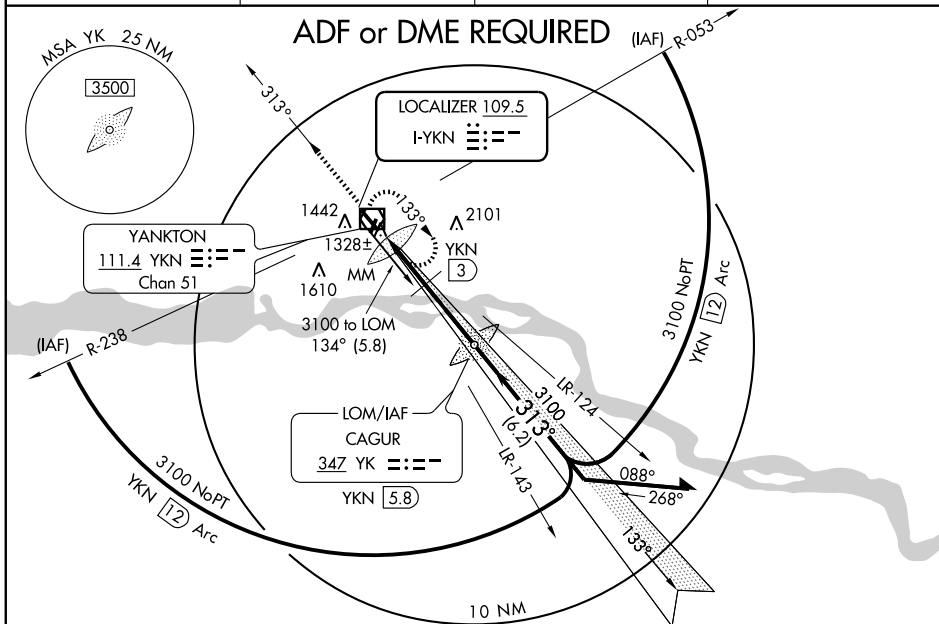 ADF or DME REQUIRED
MSA YK 25 NM
3500
(IAF) R-053
313°
LOCALIZER 109.5
I-YKN
1442
133°
2101
YANKTON
111.4 YKN
Chan 51
1328±
MM
YKN
3
1610
3100 to LOM
134° (5.8)
3100 NoPT
YKN 12 Arc
(IAF) R-238
LOM/IAF
CAGUR
347 YK
YKN 5.8
3100
313°
(6.2)
LR-124
LR-143
088°
268°
3100 NoPT
YKN 12 Arc
133°
10 NM